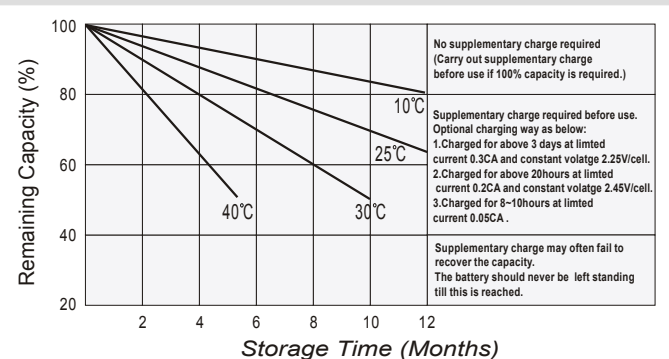 100
80
60
40
20
Remaining Capacity (%)
2 4 6 8 10 12
Storage Time (Months)
10℃
25℃
30℃
40℃
No supplementary charge required
(Carry out supplementary charge
before use if 100% capacity is required.)
Supplementary charge required before use.
Optional charging way as below:
1.Charged for above 3 days at limted
current 0.3CA and constant volatge 2.25V/cell.
2.Charged for above 20hours at limted
current 0.2CA and constant volatge 2.45V/cell.
3.Charged for 8~10hours at limted
current 0.05CA .
Supplementary charge may often fail to
recover the capacity.
The battery should never be left standing
till this is reached.